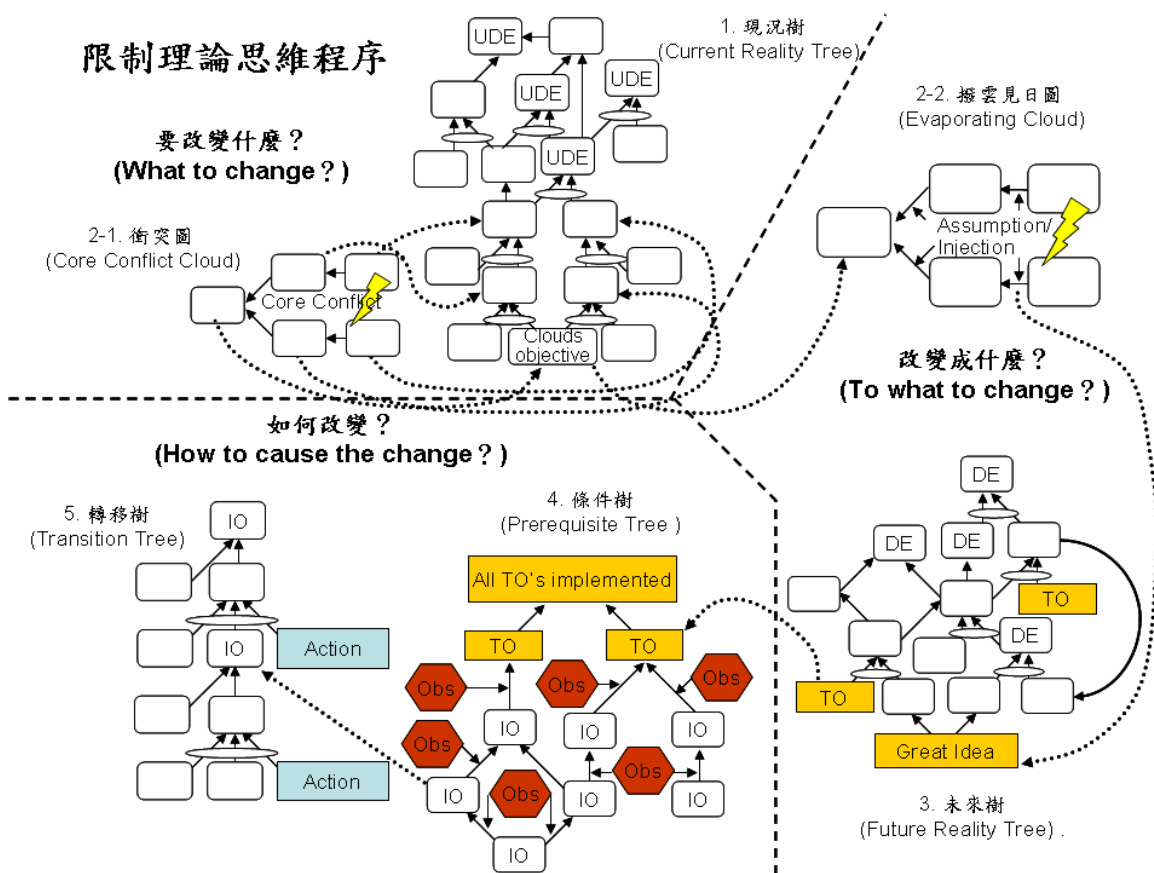 限制理論思維程序
要改變什麼？
(What to change？)
1. 現況樹
(Current Reality Tree)
UDE
UDE
UDE
UDE
Clouds
objective
2-1. 衝突圖
(Core Conflict Cloud)
Core Conflict
2-2. 撥雲見日圖
(Evaporating Cloud)
Assumption/
Injection
改變成什麼？
(To what to change？)
如何改變？
(How to cause the change？)
5. 轉移樹
(Transition Tree)
IO
IO
Action
Action
4. 條件樹
(Prerequisite Tree )
All TO's implemented
TO
TO
Obs
Obs
Obs
Obs
IO
IO
IO
Obs
Obs
IO
IO
IO
IO
DE
DE
DE
TO
DE
TO
Great Idea
3. 未來樹
(Future Reality Tree) .